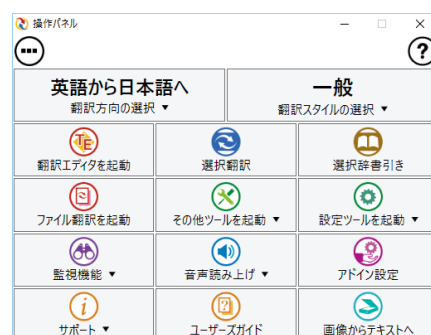 操作パネル
?
英語から日本語へ 一般
翻訳方向の選択 ▼ 翻訳スタイルの選択 ▼
TE
翻訳エディタを起動 選択翻訳 選択辞書引き
ファイル翻訳を起動 その他ツールを起動 ▼ 設定ツールを起動 ▼
監視機能 ▼ 音声読み上げ ▼ アドイン設定
i ?
サポート ▼ ユーザーズガイド 画像からテキストへ